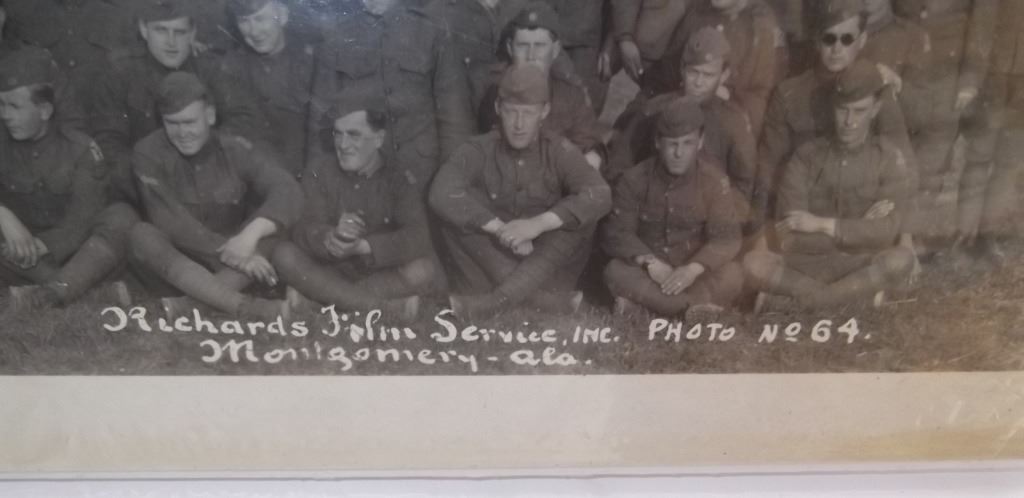 Richards Film Service, INC. PHOTO No 64.
Montgomery - Ala.